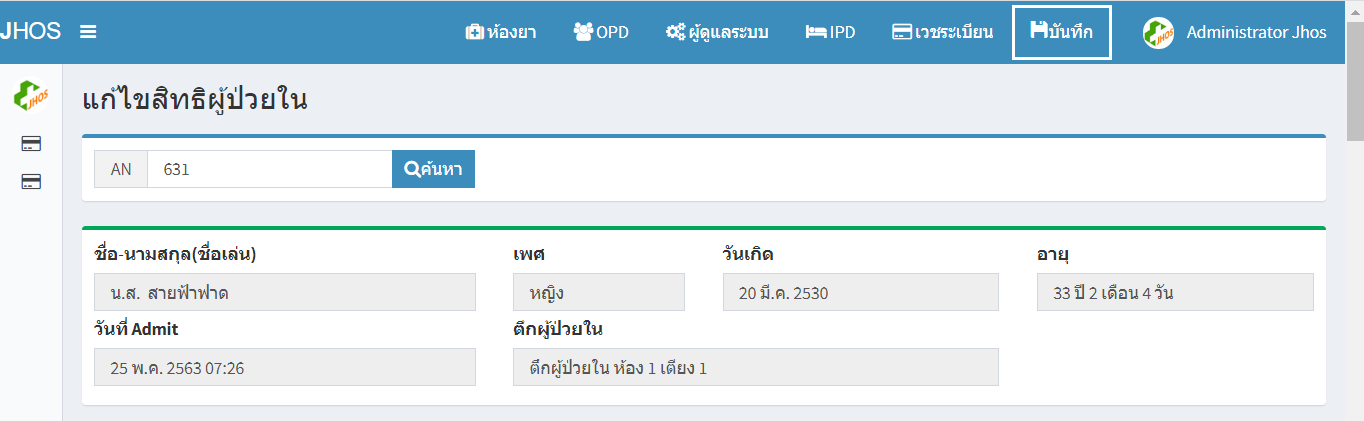 JHOS ห้องยา OPD ผู้ดูแลระบบ IPD เวชระเบียน บันทึก Administrator Jhos
JHOS
แก้ไขสิทธิผู้ป่วยใน
AN 631 ค้นหา
ชื่อ-นามสกุล(ชื่อเล่น) เพศ วันเกิด อายุ
น.ส. สายฟ้าฟาด หญิง 20 มี.ค. 2530 33 ปี 2 เดือน 4 วัน
วันที่ Admit ตึกผู้ป่วยใน
25 พ.ค. 2563 07:26 ตึกผู้ป่วยใน ห้อง 1 เตียง 1